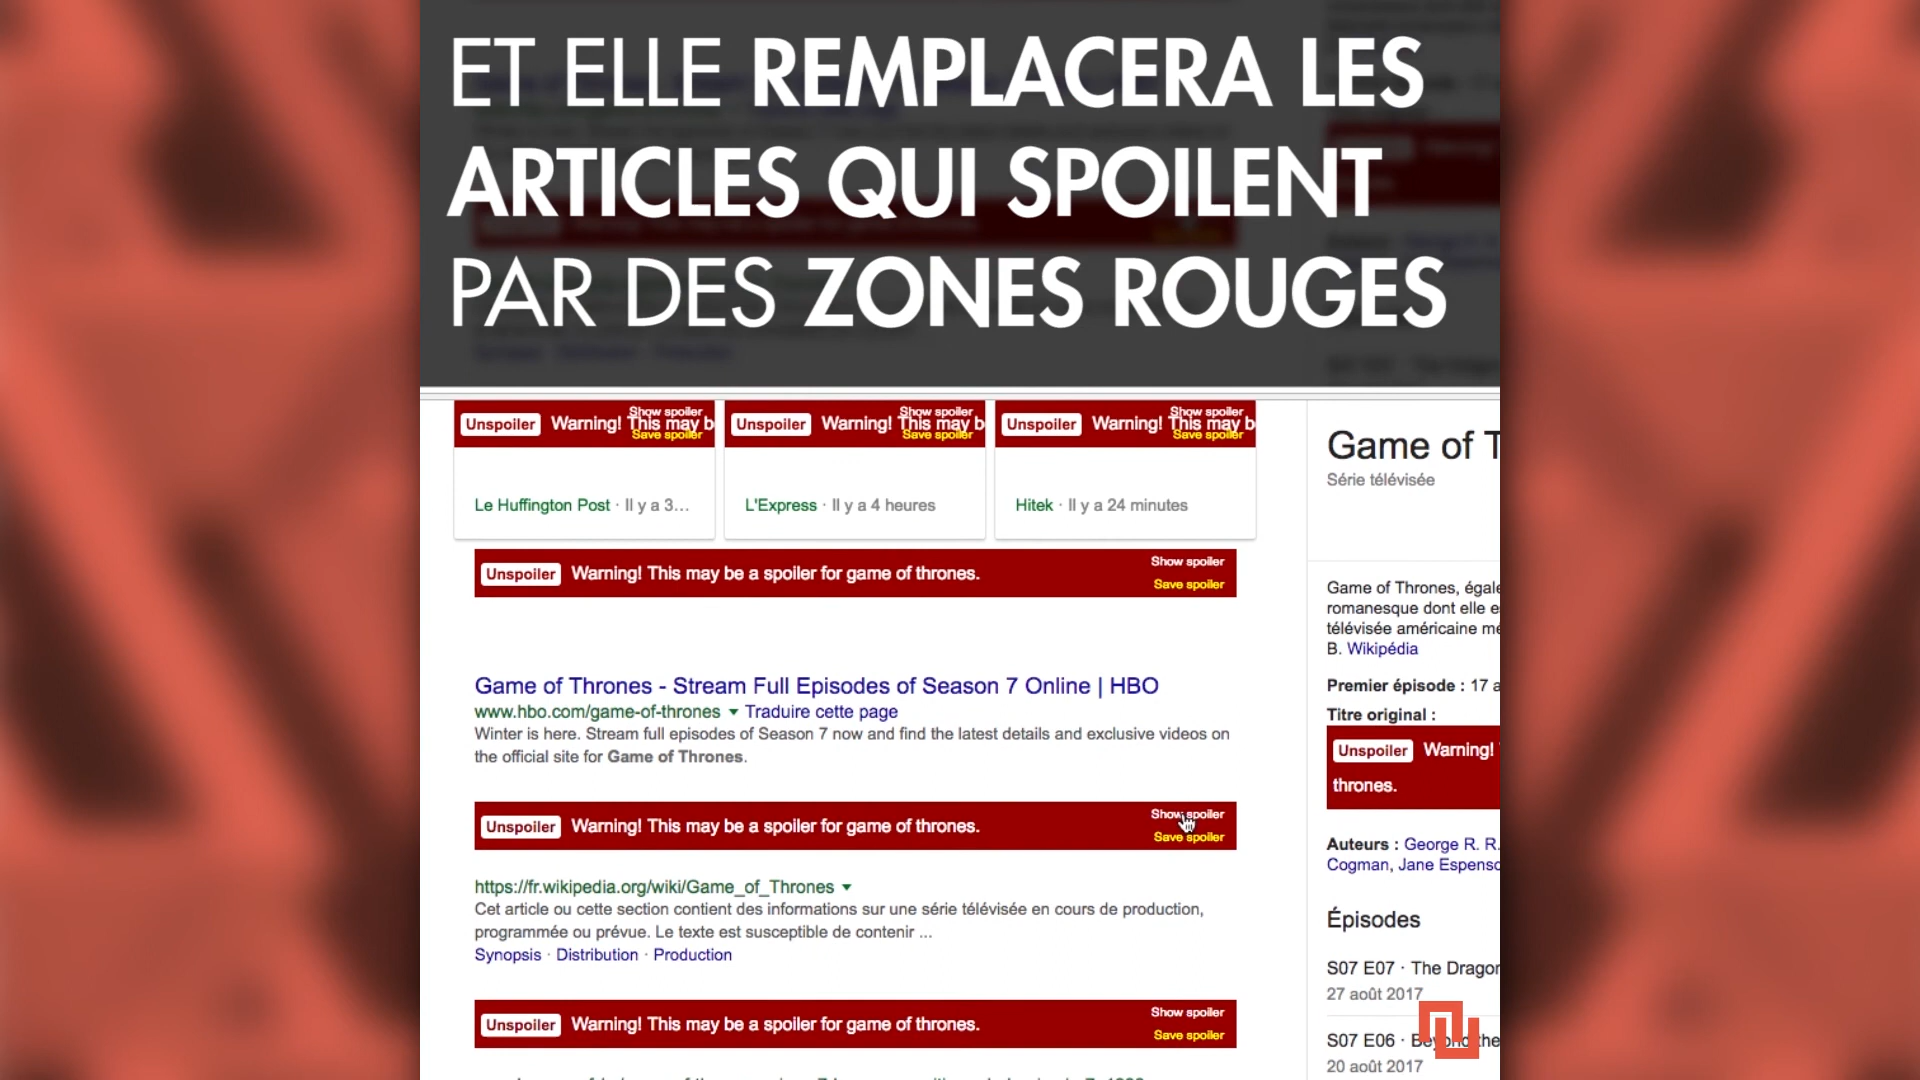 ET ELLE REMPLACERA LES
ARTICLES QUI SPOILENT
PAR DES ZONES ROUGES
Unspoiler Warning! This may b
Show spoiler
Save spoiler
Le Huffington Post · Il y a 3...
Unspoiler Warning! This may b
Show spoiler
Save spoiler
L'Express · Il y a 4 heures
Unspoiler Warning! This may b
Show spoiler
Save spoiler
Hitek · Il y a 24 minutes
Unspoiler Warning! This may be a spoiler for game of thrones.
Show spoiler
Save spoiler
Game of Thrones - Stream Full Episodes of Season 7 Online | HBO
www.hbo.com/game-of-thrones ▼ Traduire cette page
Winter is here. Stream full episodes of Season 7 now and find the latest details and exclusive videos on
the official site for Game of Thrones.
Unspoiler Warning! This may be a spoiler for game of thrones.
Show spoiler
Save spoiler
https://fr.wikipedia.org/wiki/Game_of_Thrones ▼
Cet article ou cette section contient des informations sur une série télévisée en cours de production,
programmée ou prévue. Le texte est susceptible de contenir ...
Synopsis · Distribution · Production
Unspoiler Warning! This may be a spoiler for game of thrones.
Show spoiler
Save spoiler
Game of T
Série télévisée
Game of Thrones, égale
romanesque dont elle e
télévisée américaine mé
B. Wikipédia
Premier épisode : 17 a
Titre original :
Unspoiler Warning!
thrones.
Auteurs : George R. R.
Cogman, Jane Espenso
Épisodes
S07 E07 · The Dragon
27 août 2017
S07 E06 · Beyond the
20 août 2017